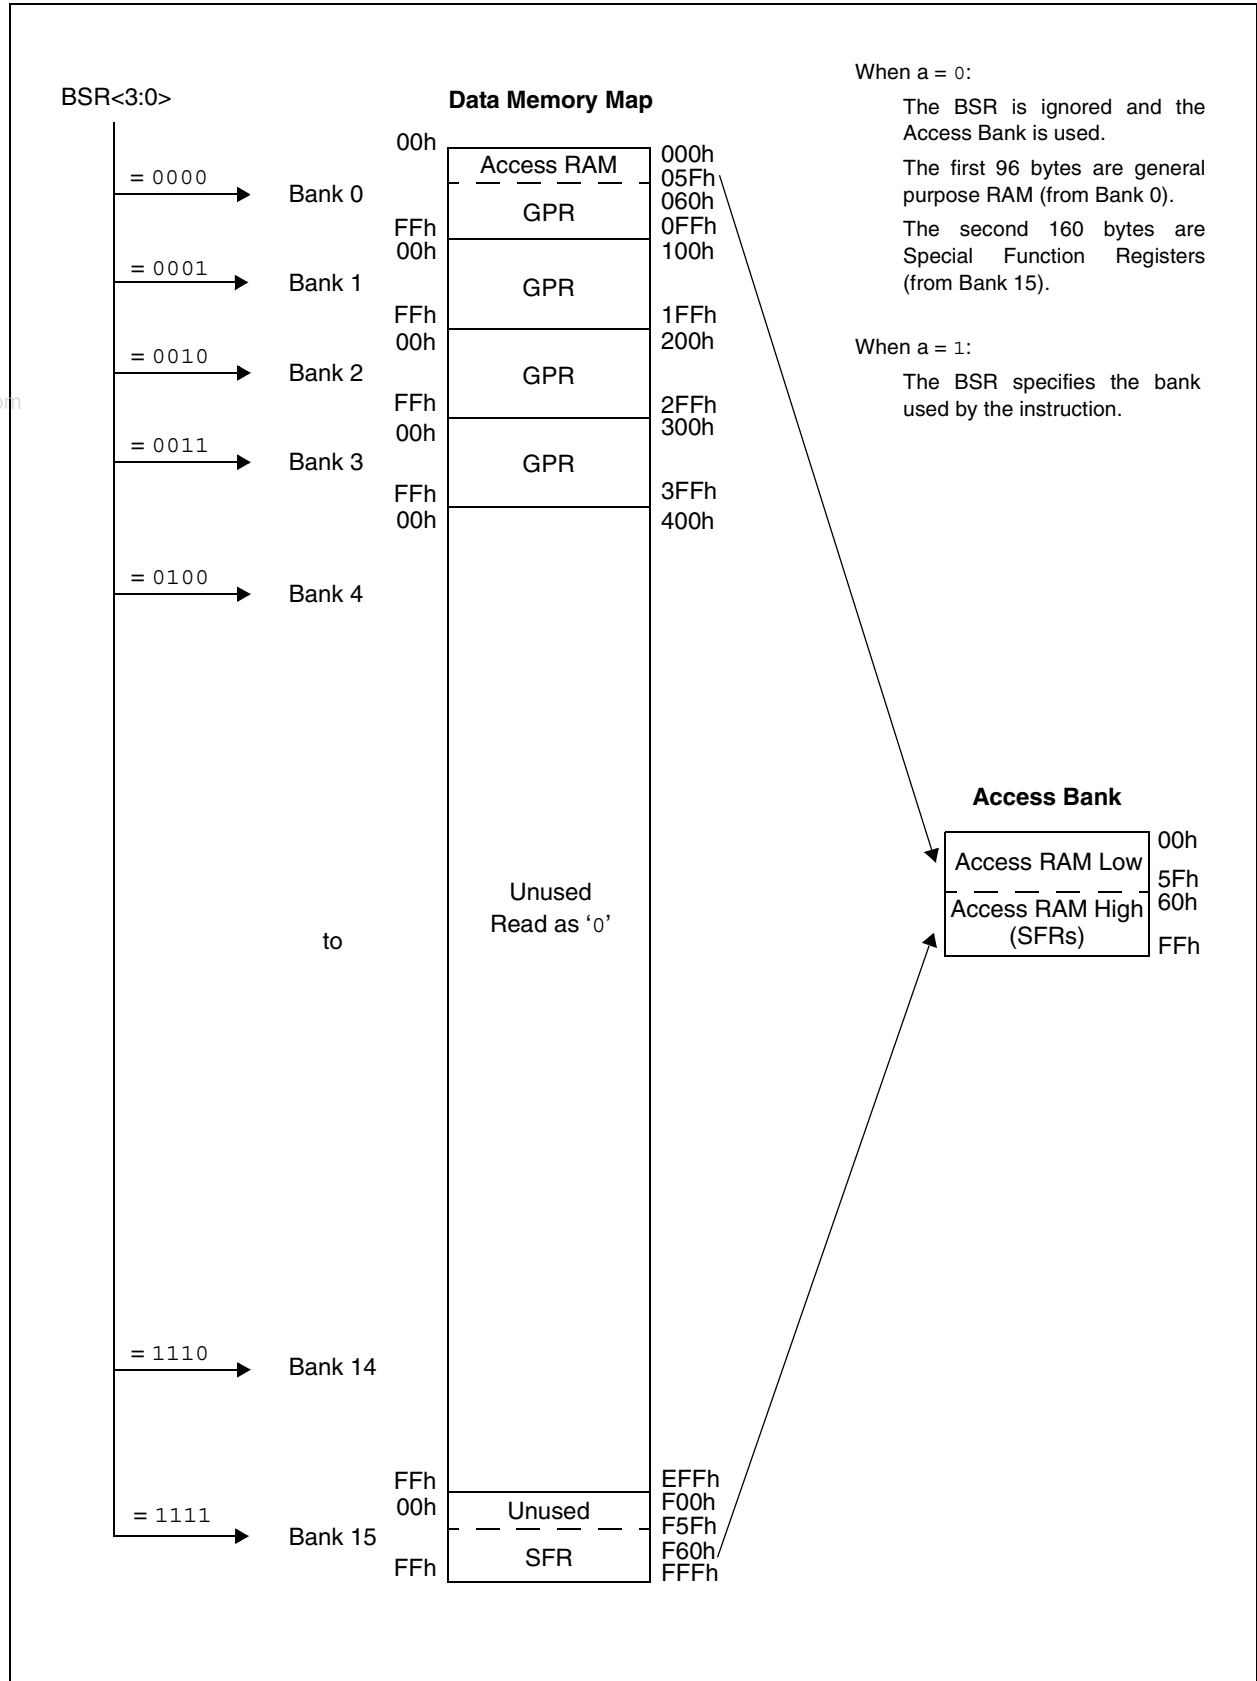 When a = 0:
BSR<3:0>
Data Memory Map
The BSR is ignored and the
Access Bank is used.
The first 96 bytes are general
purpose RAM (from Bank 0).
The second 160 bytes are
Special Function Registers
(from Bank 15).
When a = 1:
The BSR specifies the bank
used by the instruction.
= 0000
Bank 0
00h
Access RAM
000h
05Fh
060h
GPR
FFh
0FFh
= 0001
Bank 1
00h
100h
GPR
FFh
1FFh
= 0010
Bank 2
00h
200h
GPR
FFh
2FFh
= 0011
Bank 3
00h
300h
GPR
FFh
3FFh
00h
400h
= 0100
Bank 4
to
Unused
Read as ‘0’
Access Bank
00h
Access RAM Low
5Fh
60h
Access RAM High
(SFRs)
FFh
= 1110
Bank 14
FFh
EFFh
= 1111
Bank 15
00h
F00h
Unused
F5Fh
F60h
SFR
FFh
FFFh